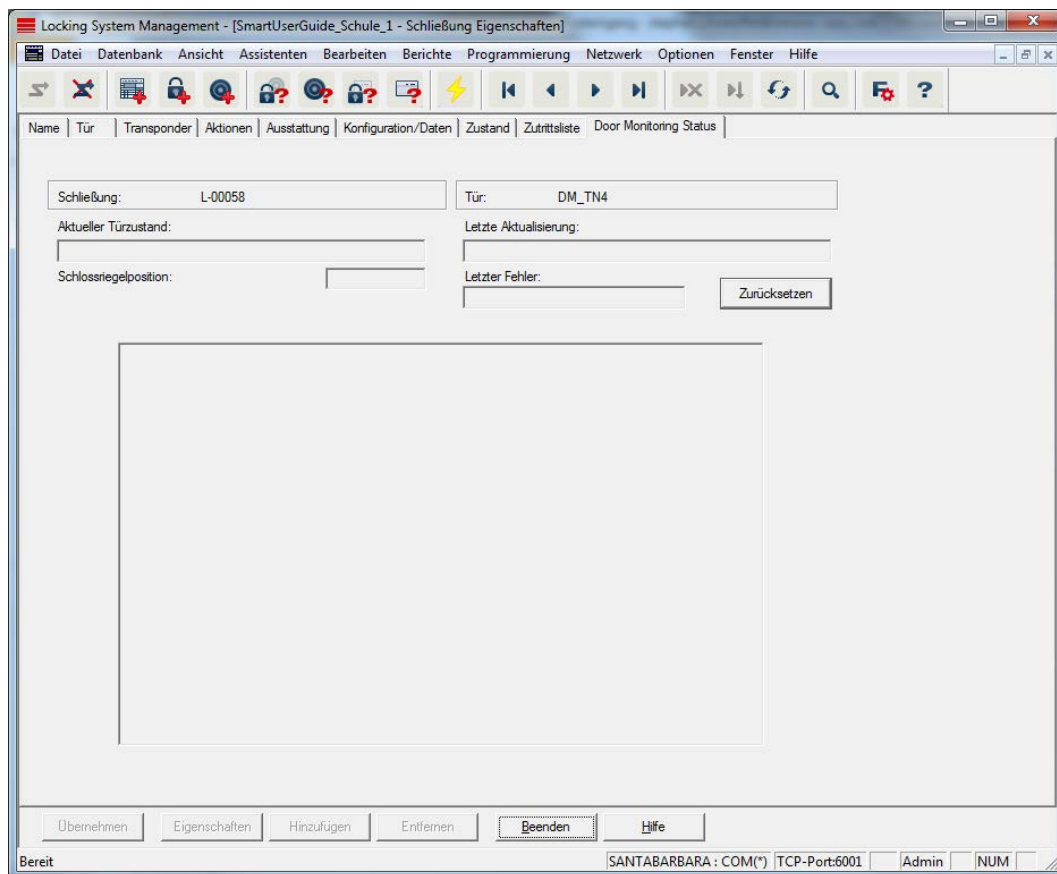 Locking System Management - [SmartUserGuide_Schule_1 - Schließung Eigenschaften]
Datei Datenbank Ansicht Assistenten Bearbeiten Berichte Programmierung Netzwerk Optionen Fenster Hilfe
Name Tür Transponder Aktionen Ausstattung Konfiguration/Daten Zustand Zutrittsliste Door Monitoring Status
Schließung: L-00058 Tür: DM_TN4
Aktueller Türzustand: Letzte Aktualisierung:
Schlossriegelposition: Letzter Fehler:
Zurücksetzen
Übernehmen Eigenschaften Hinzufügen Entfernen Beenden Hilfe
Bereit SANTABARBARA : COM(*) TCP-Port:6001 Admin NUM